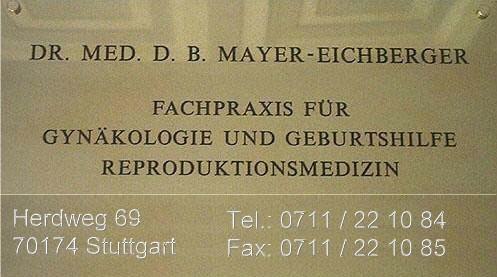 DR. MED. D. B. MAYER-EICHBERGER
FACHPRAXIS FÜR
GYNÄKOLOGIE UND GEBURTSHILFE
REPRODUKTIONSMEDIZIN
Herdweg 69
70174 Stuttgart
Tel.: 0711 / 22 10 84
Fax: 0711 / 22 10 85